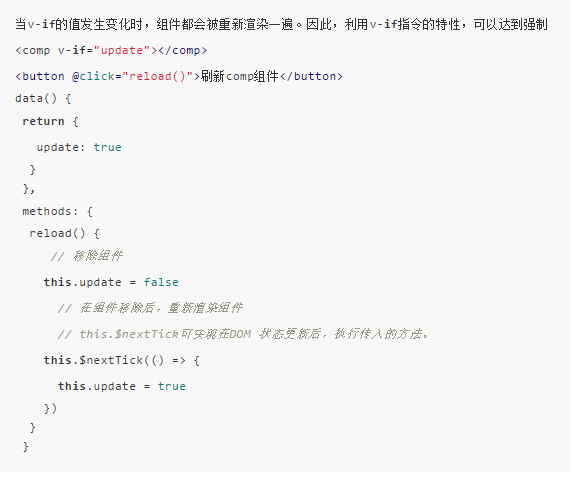 当v-if的值发生变化时，组件都会被重新渲染一遍。因此，利用v-if指令的特性，可以达到强制
<comp v-if="update"></comp>
<button @click="reload()">刷新comp组件</button>
data() {
return {
update: true
}
},
methods: {
reload() {
// 移除组件
this.update = false
// 在组件移除后，重新渲染组件
// this.$nextTick可实现在DOM 状态更新后，执行传入的方法。
this.$nextTick(() => {
this.update = true
})
}
}